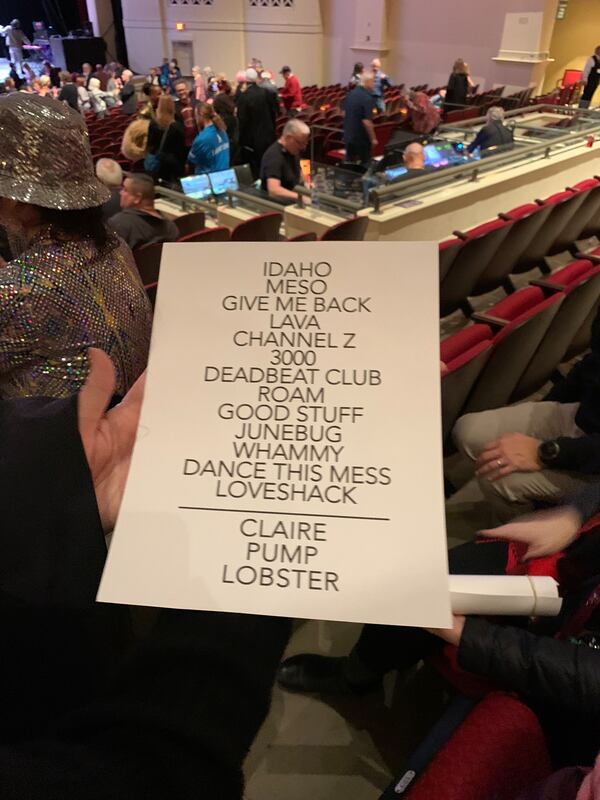 IDAHO
MESO
GIVE ME BACK
LAVA
CHANNEL Z
3000
DEADBEAT CLUB
ROAM
GOOD STUFF
JUNEBUG
WHAMMY
DANCE THIS MESS
LOVESHACK
CLAIRE
PUMP
LOBSTER